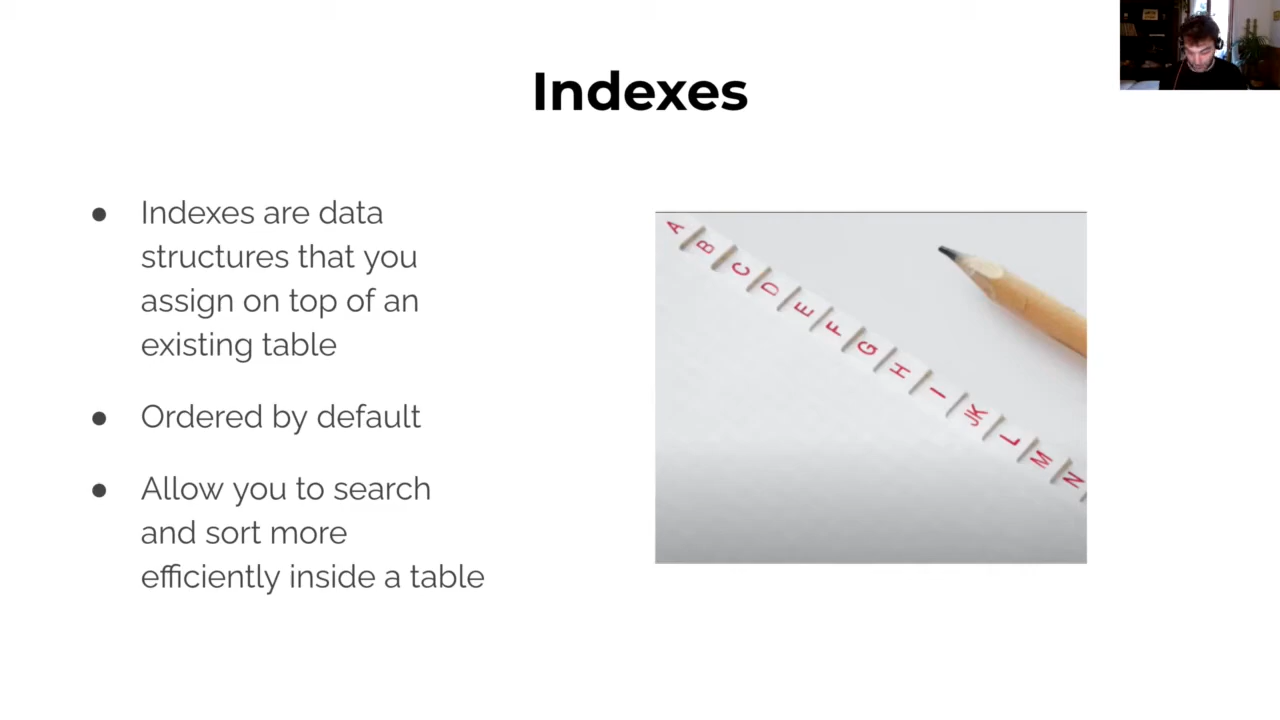 Indexes
● Indexes are data
structures that you
assign on top of an
existing table
● Ordered by default
● Allow you to search
and sort more
efficiently inside a table
A
B
C
D
E
F
G
H
I
JK
L
M
N